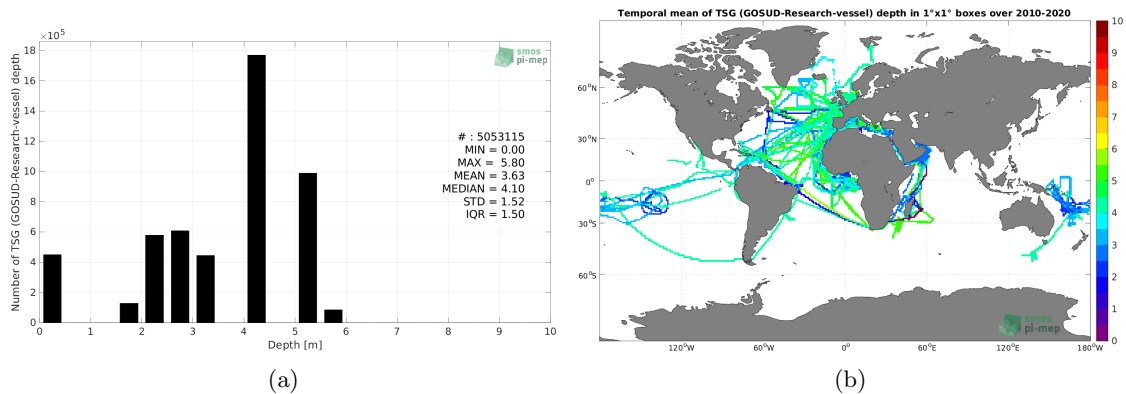 ×10⁵
18
16
14
12
10
8
6
4
2
0
Number of TSG (GOSUD-Research-vessel) depth
smos
pi-mep
# : 5053115
MIN = 0.00
MAX = 5.80
MEAN = 3.63
MEDIAN = 4.10
STD = 1.52
IQR = 1.50
0 1 2 3 4 5 6 7 8 9 10
Depth [m]
(a)
Temporal mean of TSG (GOSUD-Research-vessel) depth in 1°x1° boxes over 2010-2020
60°N
30°N
0°
30°S
60°S
120°W 60°W 0° 60°E 120°E 180°W
smos
pi-mep
10
9
8
7
6
5
4
3
2
1
0
(b)